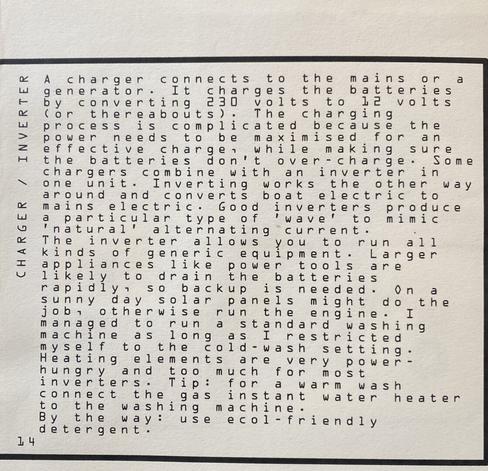 CHARGER / INVERTER
A charger connects to the mains or a
generator. It charges the batteries
by converting 230 volts to 12 volts
(or thereabouts). The charging
process is complicated because the
power needs to be maximised for an
effective charge, while making sure
the batteries don't over-charge. Some
chargers combine with an inverter in
one unit. Inverting works the other way
around and converts boat electric to
mains electric. Good inverters produce
a particular type of 'wave' to mimic
'natural' alternating current.
The inverter allows you to run all
kinds of generic equipment. Larger
appliances like power tools are
likely to drain the batteries
rapidly, so backup is needed. On a
sunny day solar panels might do the
job, otherwise run the engine. I
managed to run a standard washing
machine as long as I restricted
myself to the cold-wash setting.
Heating elements are very power-
hungry and too much for most
inverters. Tip: for a warm wash
connect the gas instant water heater
to the washing machine.
By the way: use ecol-friendly
detergent.
14